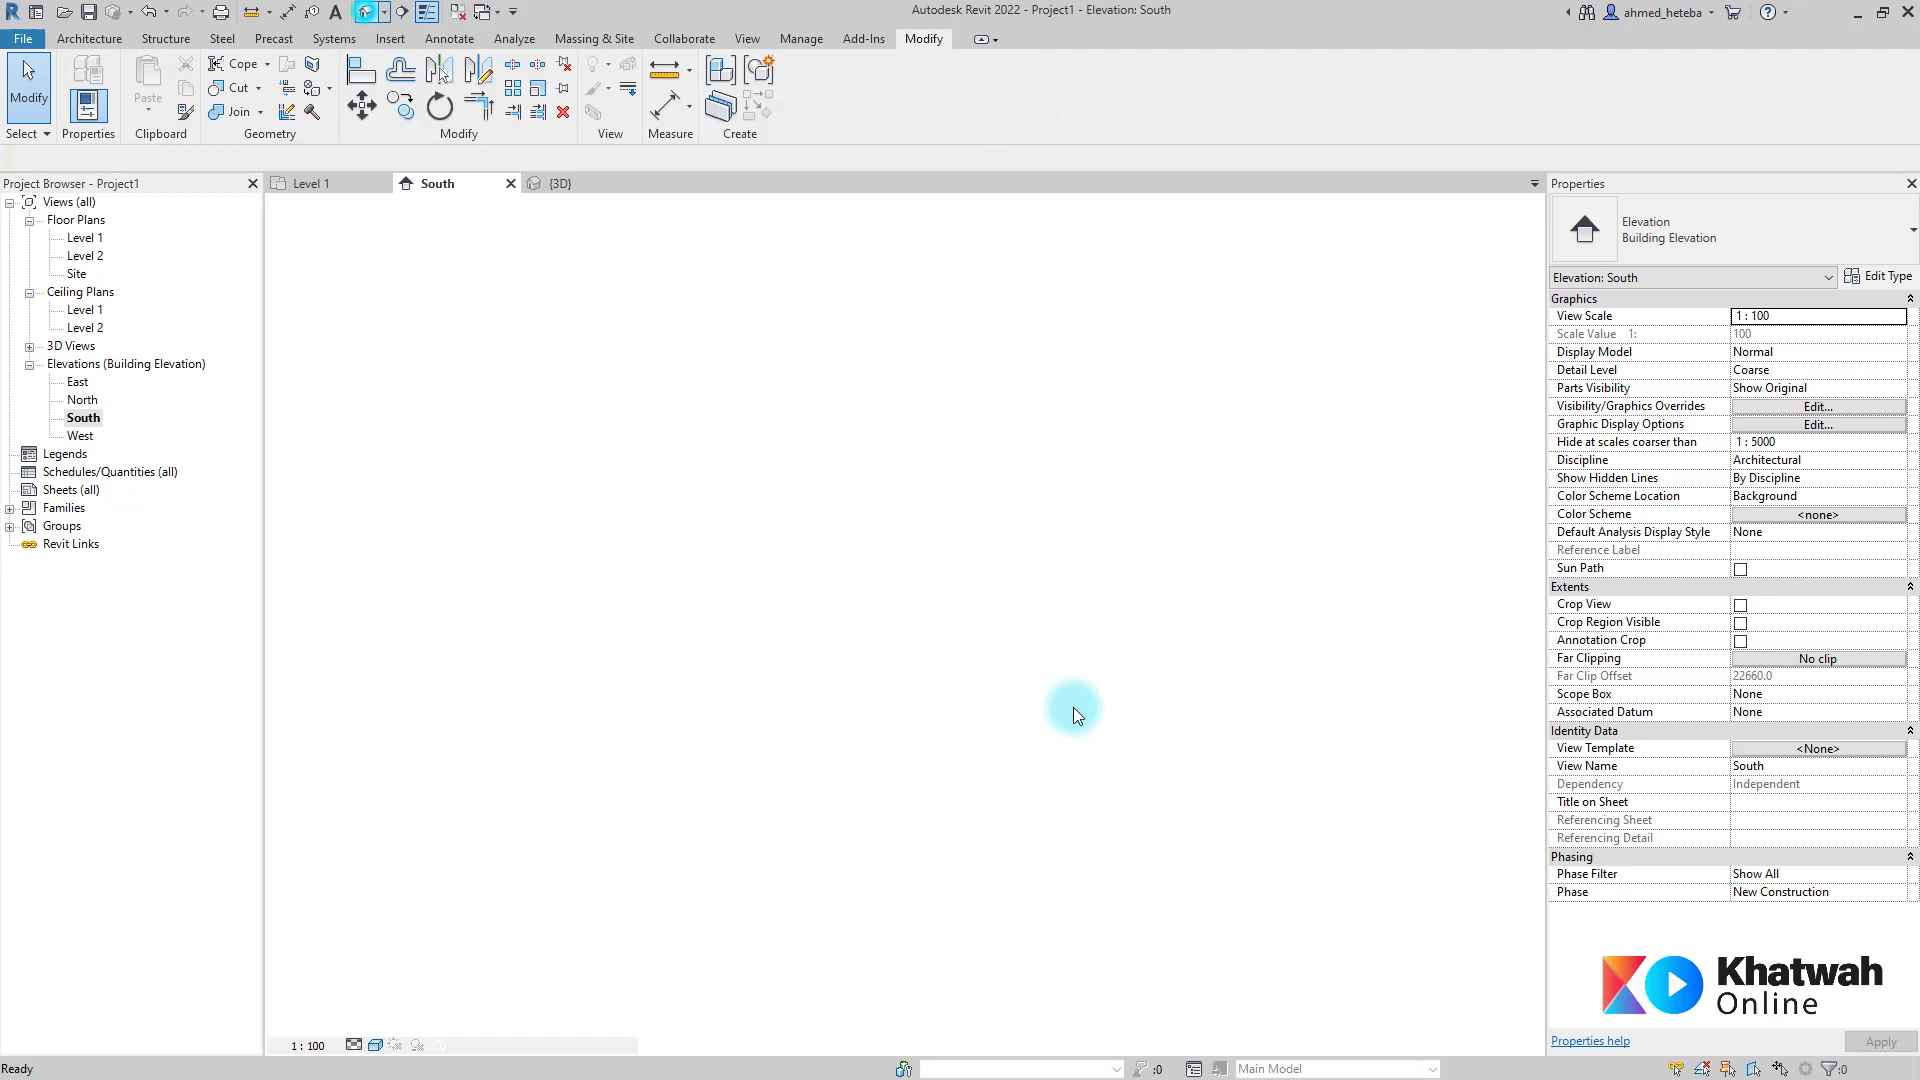 Autodesk Revit 2022 - Project1 - Elevation: South
ahmed_heteba
File
Architecture
Structure
Steel
Precast
Systems
Insert
Annotate
Analyze
Massing & Site
Collaborate
View
Manage
Add-Ins
Modify
Modify
Paste
Cope
Cut
Join
Select
Properties
Clipboard
Geometry
Modify
View
Measure
Create
Project Browser - Project1
Level 1
South
{3D}
Views (all)
Floor Plans
Level 1
Level 2
Site
Ceiling Plans
Level 1
Level 2
3D Views
Elevations (Building Elevation)
East
North
South
West
Legends
Schedules/Quantities (all)
Sheets (all)
Families
Groups
Revit Links
Properties
Elevation
Building Elevation
Elevation: South
Edit Type
Graphics
View Scale 1 : 100
Scale Value 1: 100
Display Model Normal
Detail Level Coarse
Parts Visibility Show Original
Visibility/Graphics Overrides Edit...
Graphic Display Options Edit...
Hide at scales coarser than 1 : 5000
Discipline Architectural
Show Hidden Lines By Discipline
Color Scheme Location Background
Color Scheme <none>
Default Analysis Display Style None
Reference Label
Sun Path
Extents
Crop View
Crop Region Visible
Annotation Crop
Far Clipping No clip
Far Clip Offset 22660.0
Scope Box None
Associated Datum None
Identity Data
View Template <None>
View Name South
Dependency Independent
Title on Sheet
Referencing Sheet
Referencing Detail
Phasing
Phase Filter Show All
Phase New Construction
Khatwah
Online
Properties help
Apply
1 : 100
Ready
:0
Main Model
:0